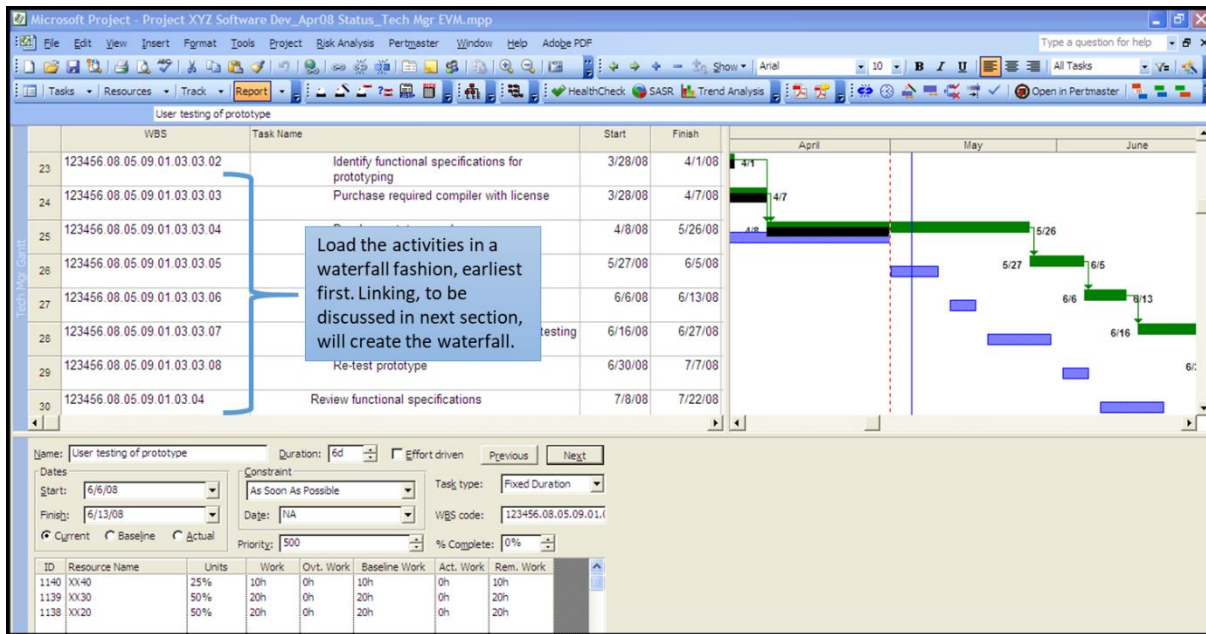 Microsoft Project - Project XYZ Software Dev_Apr08 Status_Tech Mgr EVM.mpp
File Edit View Insert Format Tools Project Risk Analysis Pertmaster Window Help Adobe PDF
Type a question for help
Show Arial 10 B I U All Tasks
Tasks Resources Track Report HealthCheck SASR Trend Analysis Open in Pertmaster
User testing of prototype
WBS Task Name Start Finish April May June
23 123456.08.05.09.01.03.03.02 Identify functional specifications for prototyping 3/28/08 4/1/08 4/1
24 123456.08.05.09.01.03.03.03 Purchase required compiler with license 3/28/08 4/7/08 4/7
25 123456.08.05.09.01.03.03.04 4/8/08 5/26/08 4/8 5/26
26 123456.08.05.09.01.03.03.05 5/27/08 6/5/08 5/27 6/5
27 123456.08.05.09.01.03.03.06 6/6/08 6/13/08 6/6 6/13
28 123456.08.05.09.01.03.03.07 testing 6/16/08 6/27/08 6/16
29 123456.08.05.09.01.03.03.08 Re-test prototype 6/30/08 7/7/08
30 123456.08.05.09.01.03.04 Review functional specifications 7/8/08 7/22/08
Tech Mgr Gantt
Load the activities in a
waterfall fashion, earliest
first. Linking, to be
discussed in next section,
will create the waterfall.
Name: User testing of prototype Duration: 6d Effort driven Previous Next
Dates Constraint Task type: Fixed Duration
Start: 6/6/08 As Soon As Possible
Finish: 6/13/08 Date: NA WBS code: 123456.08.05.09.01.(
Current Baseline Actual Priority: 500 % Complete: 0%
ID Resource Name Units Work Ovt. Work Baseline Work Act. Work Rem. Work
1140 XX40 25% 10h 0h 10h 0h 10h
1139 XX30 50% 20h 0h 20h 0h 20h
1138 XX20 50% 20h 0h 20h 0h 20h